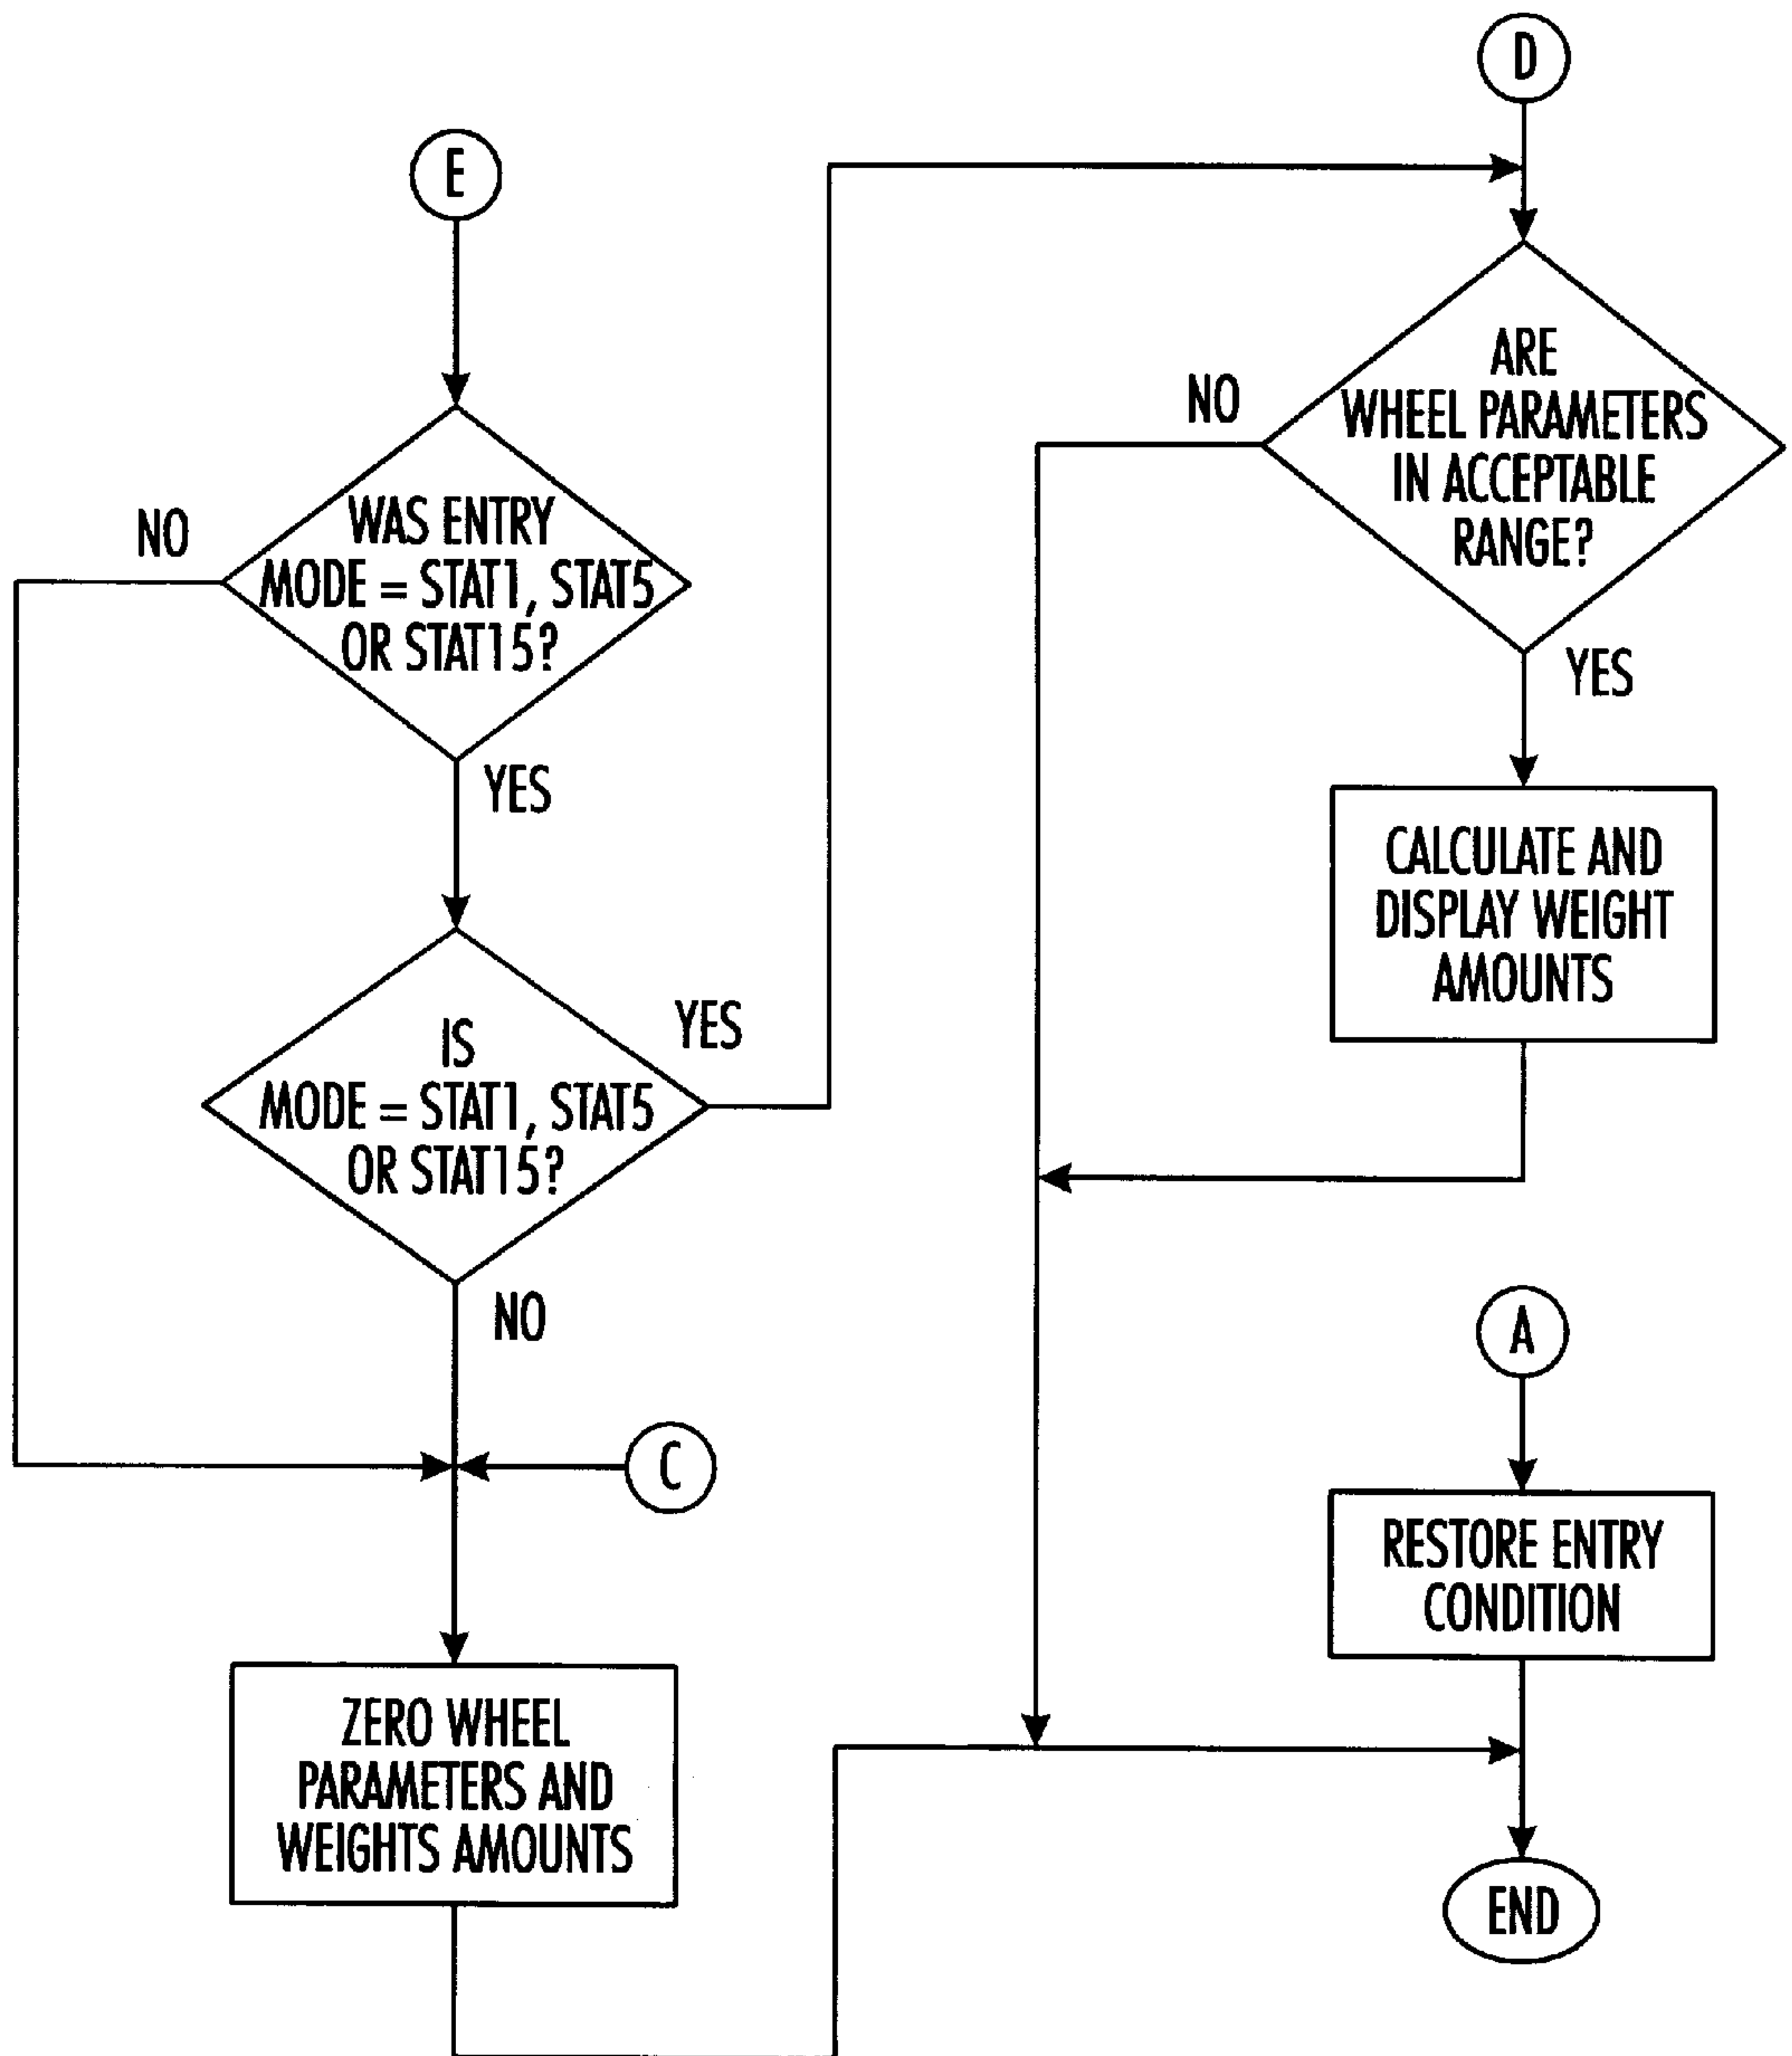 E
WAS ENTRY
MODE = STAT1, STAT5
OR STAT15?
NO
YES
IS
MODE = STAT1, STAT5
OR STAT15?
YES
NO
C
ZERO WHEEL
PARAMETERS AND
WEIGHTS AMOUNTS
D
ARE
WHEEL PARAMETERS
IN ACCEPTABLE
RANGE?
NO
YES
CALCULATE AND
DISPLAY WEIGHT
AMOUNTS
A
RESTORE ENTRY
CONDITION
END